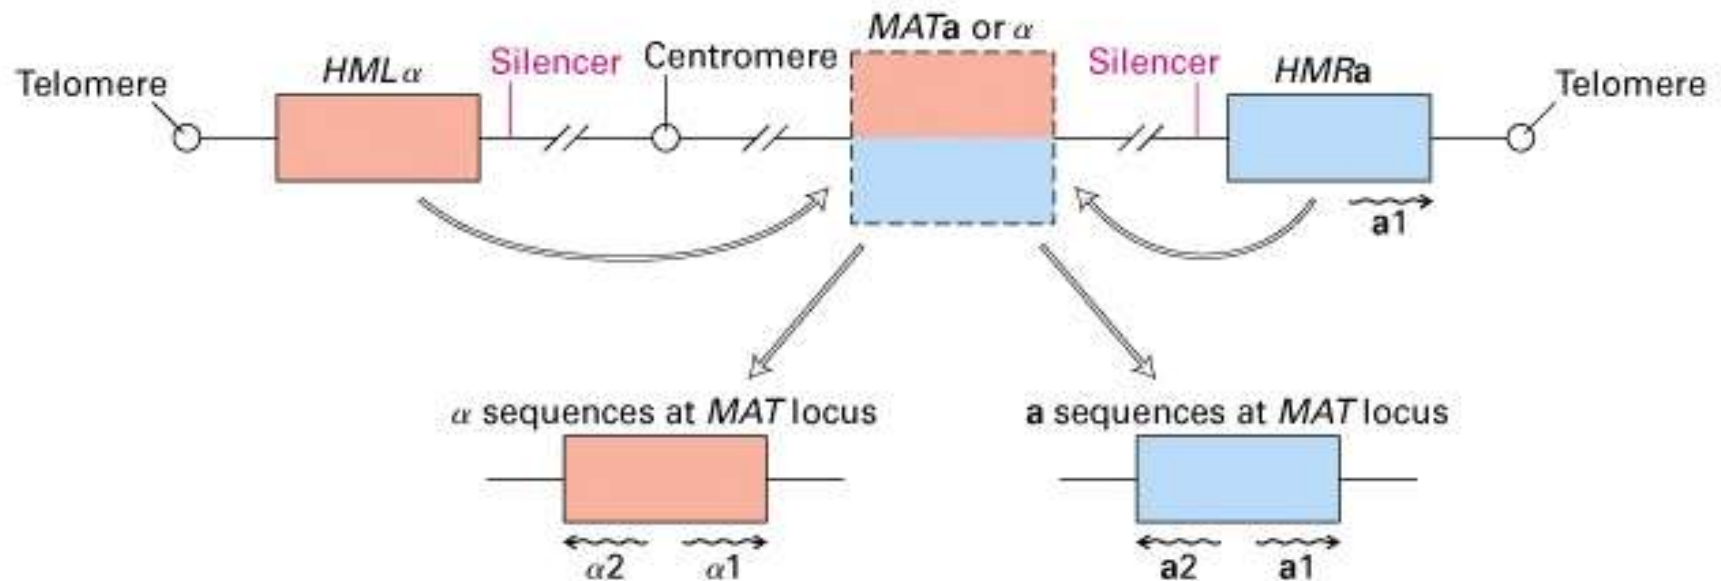 MATa or α
Telomere
HMLα
Silencer
Centromere
Silencer
HMRa
Telomere
a1
α sequences at MAT locus
a sequences at MAT locus
α2
α1
a2
a1